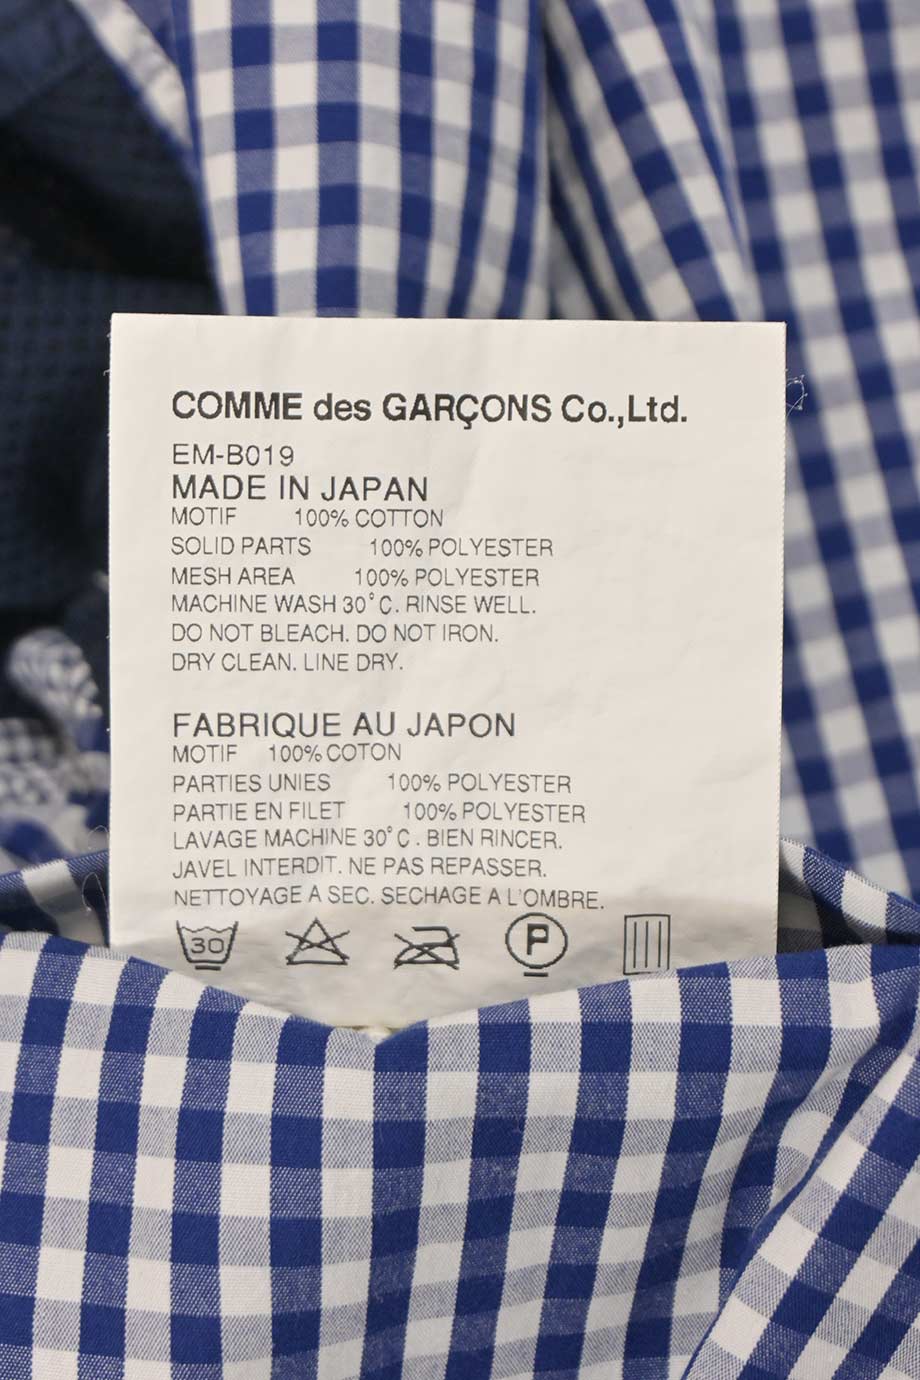 COMME des GARÇONS Co.,Ltd.
EM-B019
MADE IN JAPAN
MOTIF 100% COTTON
SOLID PARTS 100% POLYESTER
MESH AREA 100% POLYESTER
MACHINE WASH 30°C. RINSE WELL.
DO NOT BLEACH. DO NOT IRON.
DRY CLEAN. LINE DRY.
FABRIQUE AU JAPON
MOTIF 100% COTON
PARTIES UNIES 100% POLYESTER
PARTIE EN FILET 100% POLYESTER
LAVAGE MACHINE 30°C. BIEN RINCER.
JAVEL INTERDIT. NE PAS REPASSER.
NETTOYAGE A SEC. SECHAGE A L'OMBRE.
30 P